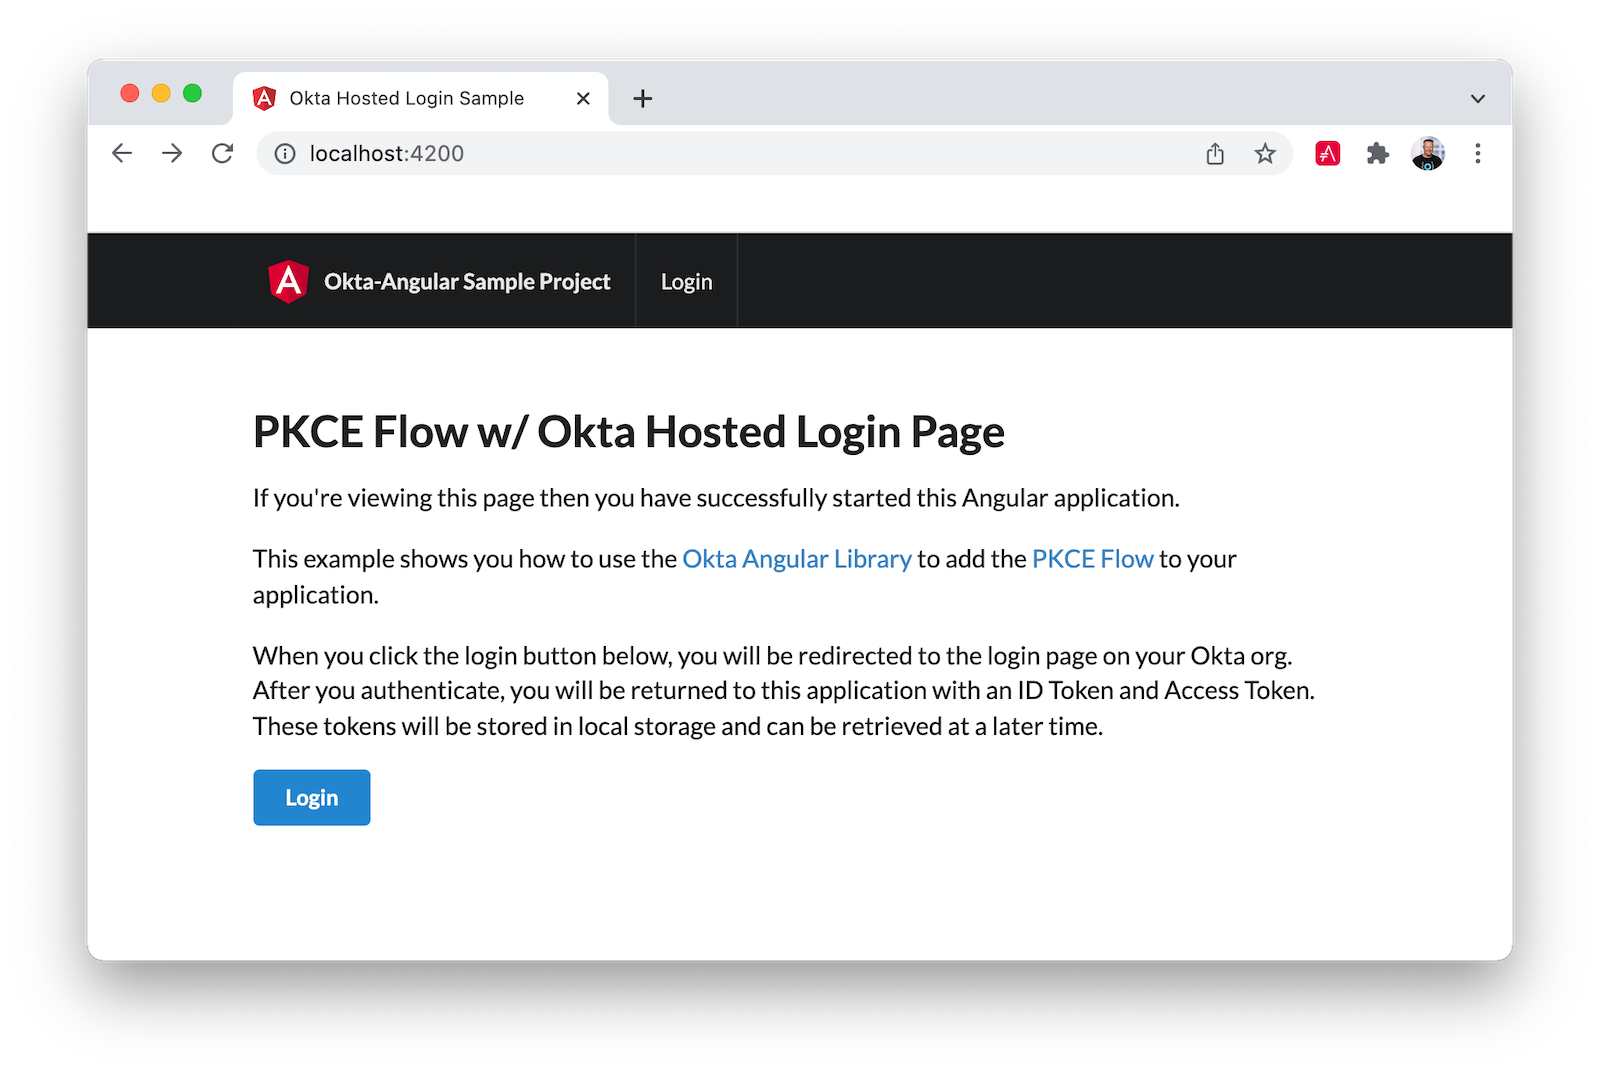 Okta Hosted Login Sample
localhost:4200
Okta-Angular Sample Project
Login
PKCE Flow w/ Okta Hosted Login Page
If you're viewing this page then you have successfully started this Angular application.
This example shows you how to use the Okta Angular Library to add the PKCE Flow to your
application.
When you click the login button below, you will be redirected to the login page on your Okta org.
After you authenticate, you will be returned to this application with an ID Token and Access Token.
These tokens will be stored in local storage and can be retrieved at a later time.
Login